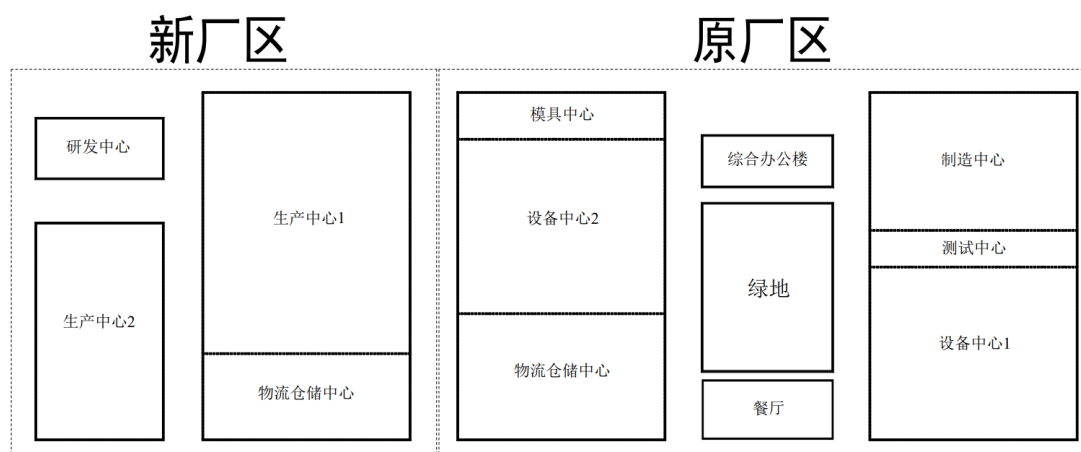 新厂区
原厂区
研发中心
生产中心1
生产中心2
物流仓储中心
模具中心
设备中心2
物流仓储中心
综合办公楼
绿地
餐厅
制造中心
测试中心
设备中心1